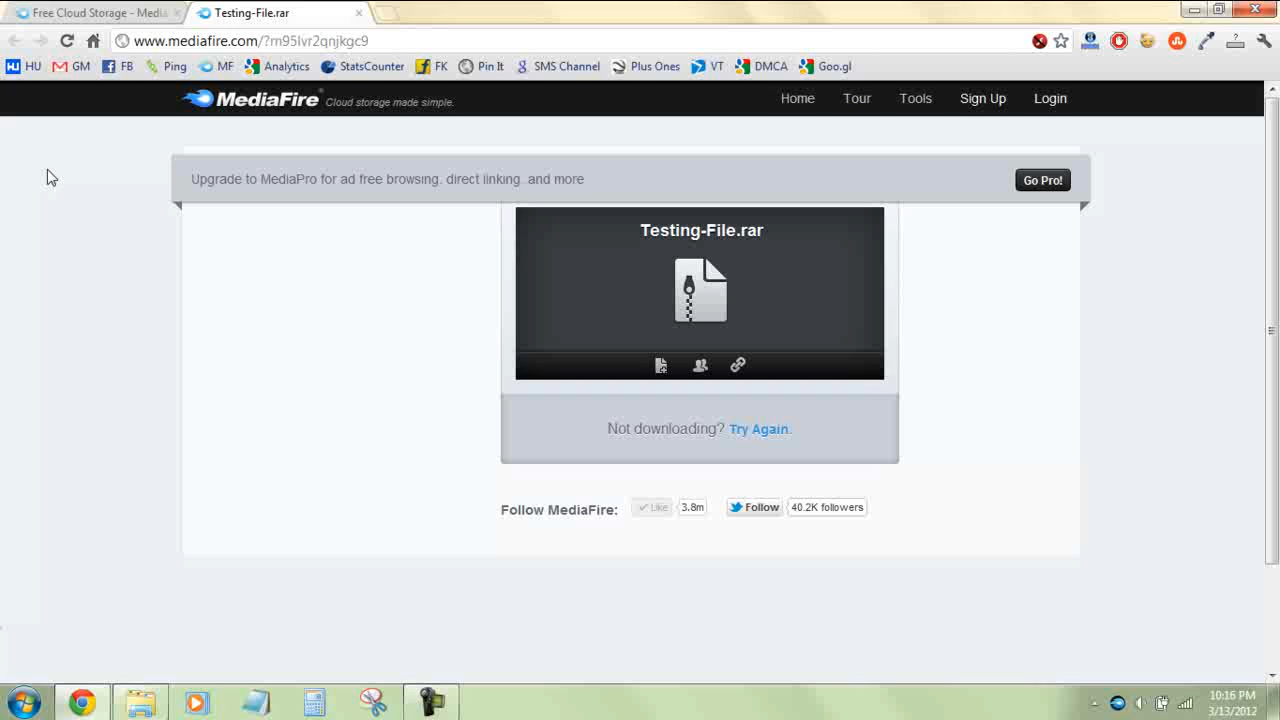 Free Cloud Storage - Media
Testing-File.rar
www.mediafire.com/?m95lvr2qnjkgc9
HU GM FB Ping MF Analytics StatsCounter FK Pin It SMS Channel Plus Ones VT DMCA Goo.gl
MediaFire Cloud storage made simple. Home Tour Tools Sign Up Login
Upgrade to MediaPro for ad free browsing, direct linking, and more Go Pro!
Testing-File.rar
Not downloading? Try Again.
Follow MediaFire: Like 3.8m Follow 40.2K followers
10:16 PM
3/13/2012